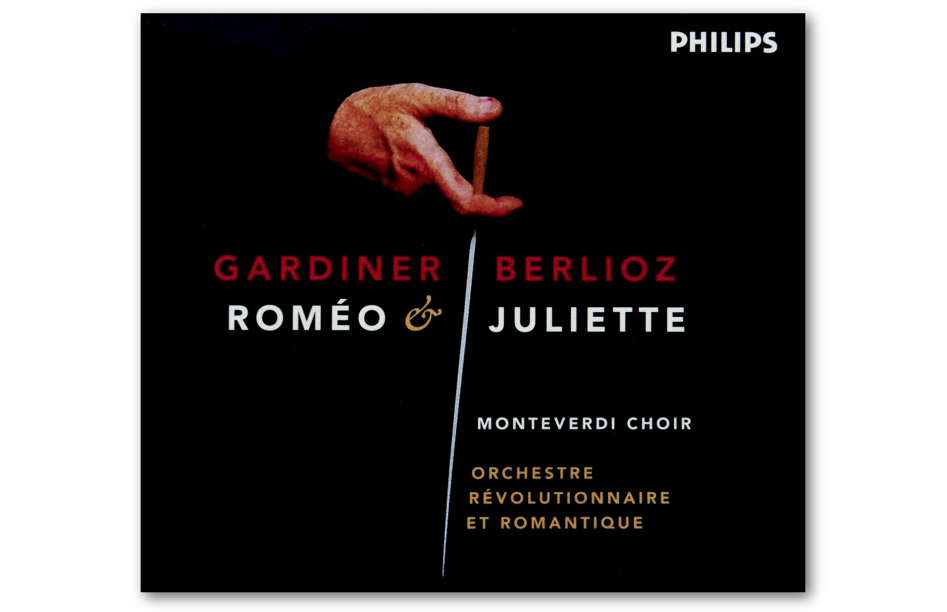 PHILIPS
GARDINER BERLIOZ
ROMÉO & JULIETTE
MONTEVERDI CHOIR
ORCHESTRE
RÉVOLUTIONNAIRE
ET ROMANTIQUE